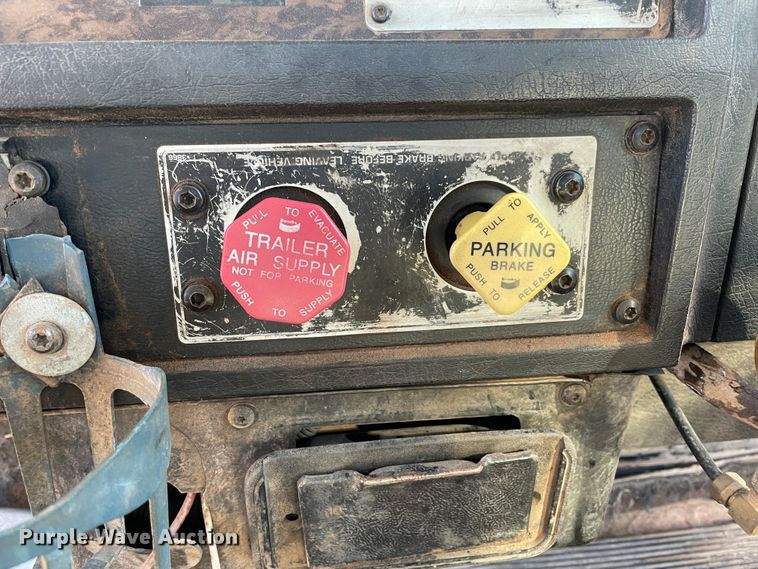 BRAKE BEFORE LEAVING VEHICLE
PULL TO EVACUATE
Bendix
TRAILER
AIR SUPPLY
NOT FOR PARKING
PUSH TO SUPPLY
PULL TO APPLY
PARKING
BRAKE
PUSH TO RELEASE
Purple Wave Auction